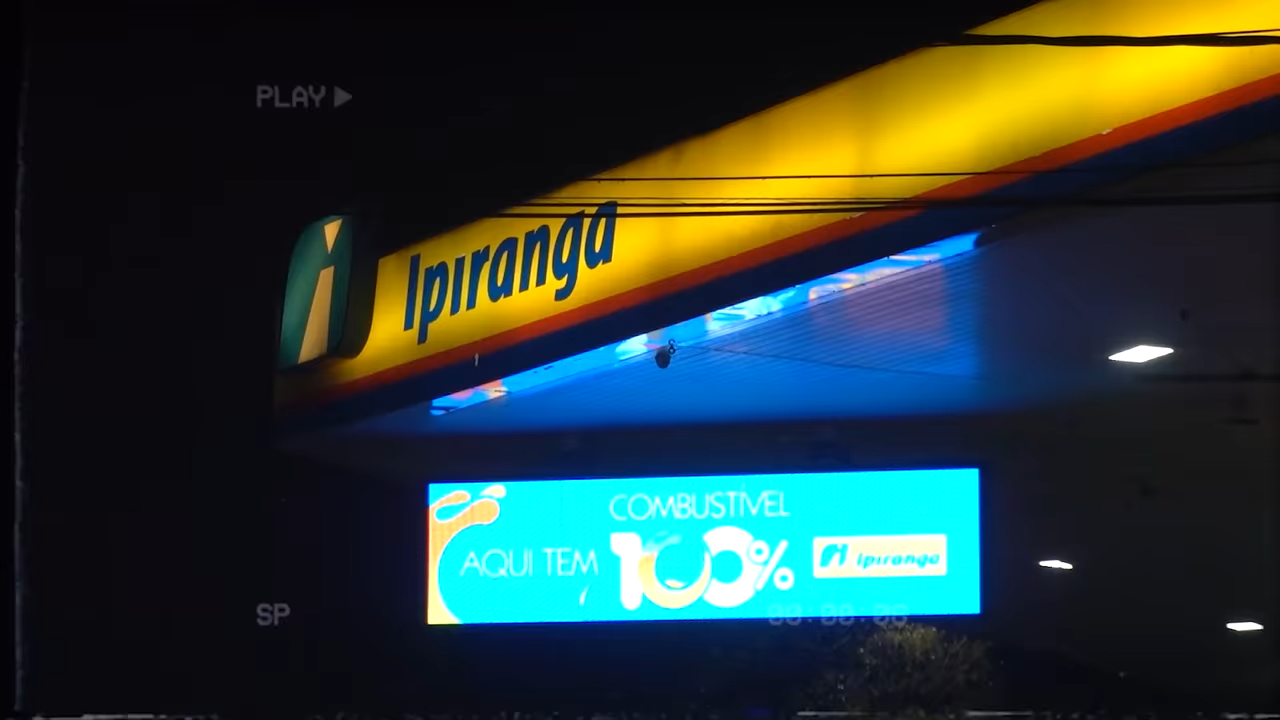 PLAY
Ipiranga
COMBUSTÍVEL
AQUI TEM 100%
ipiranga
SP